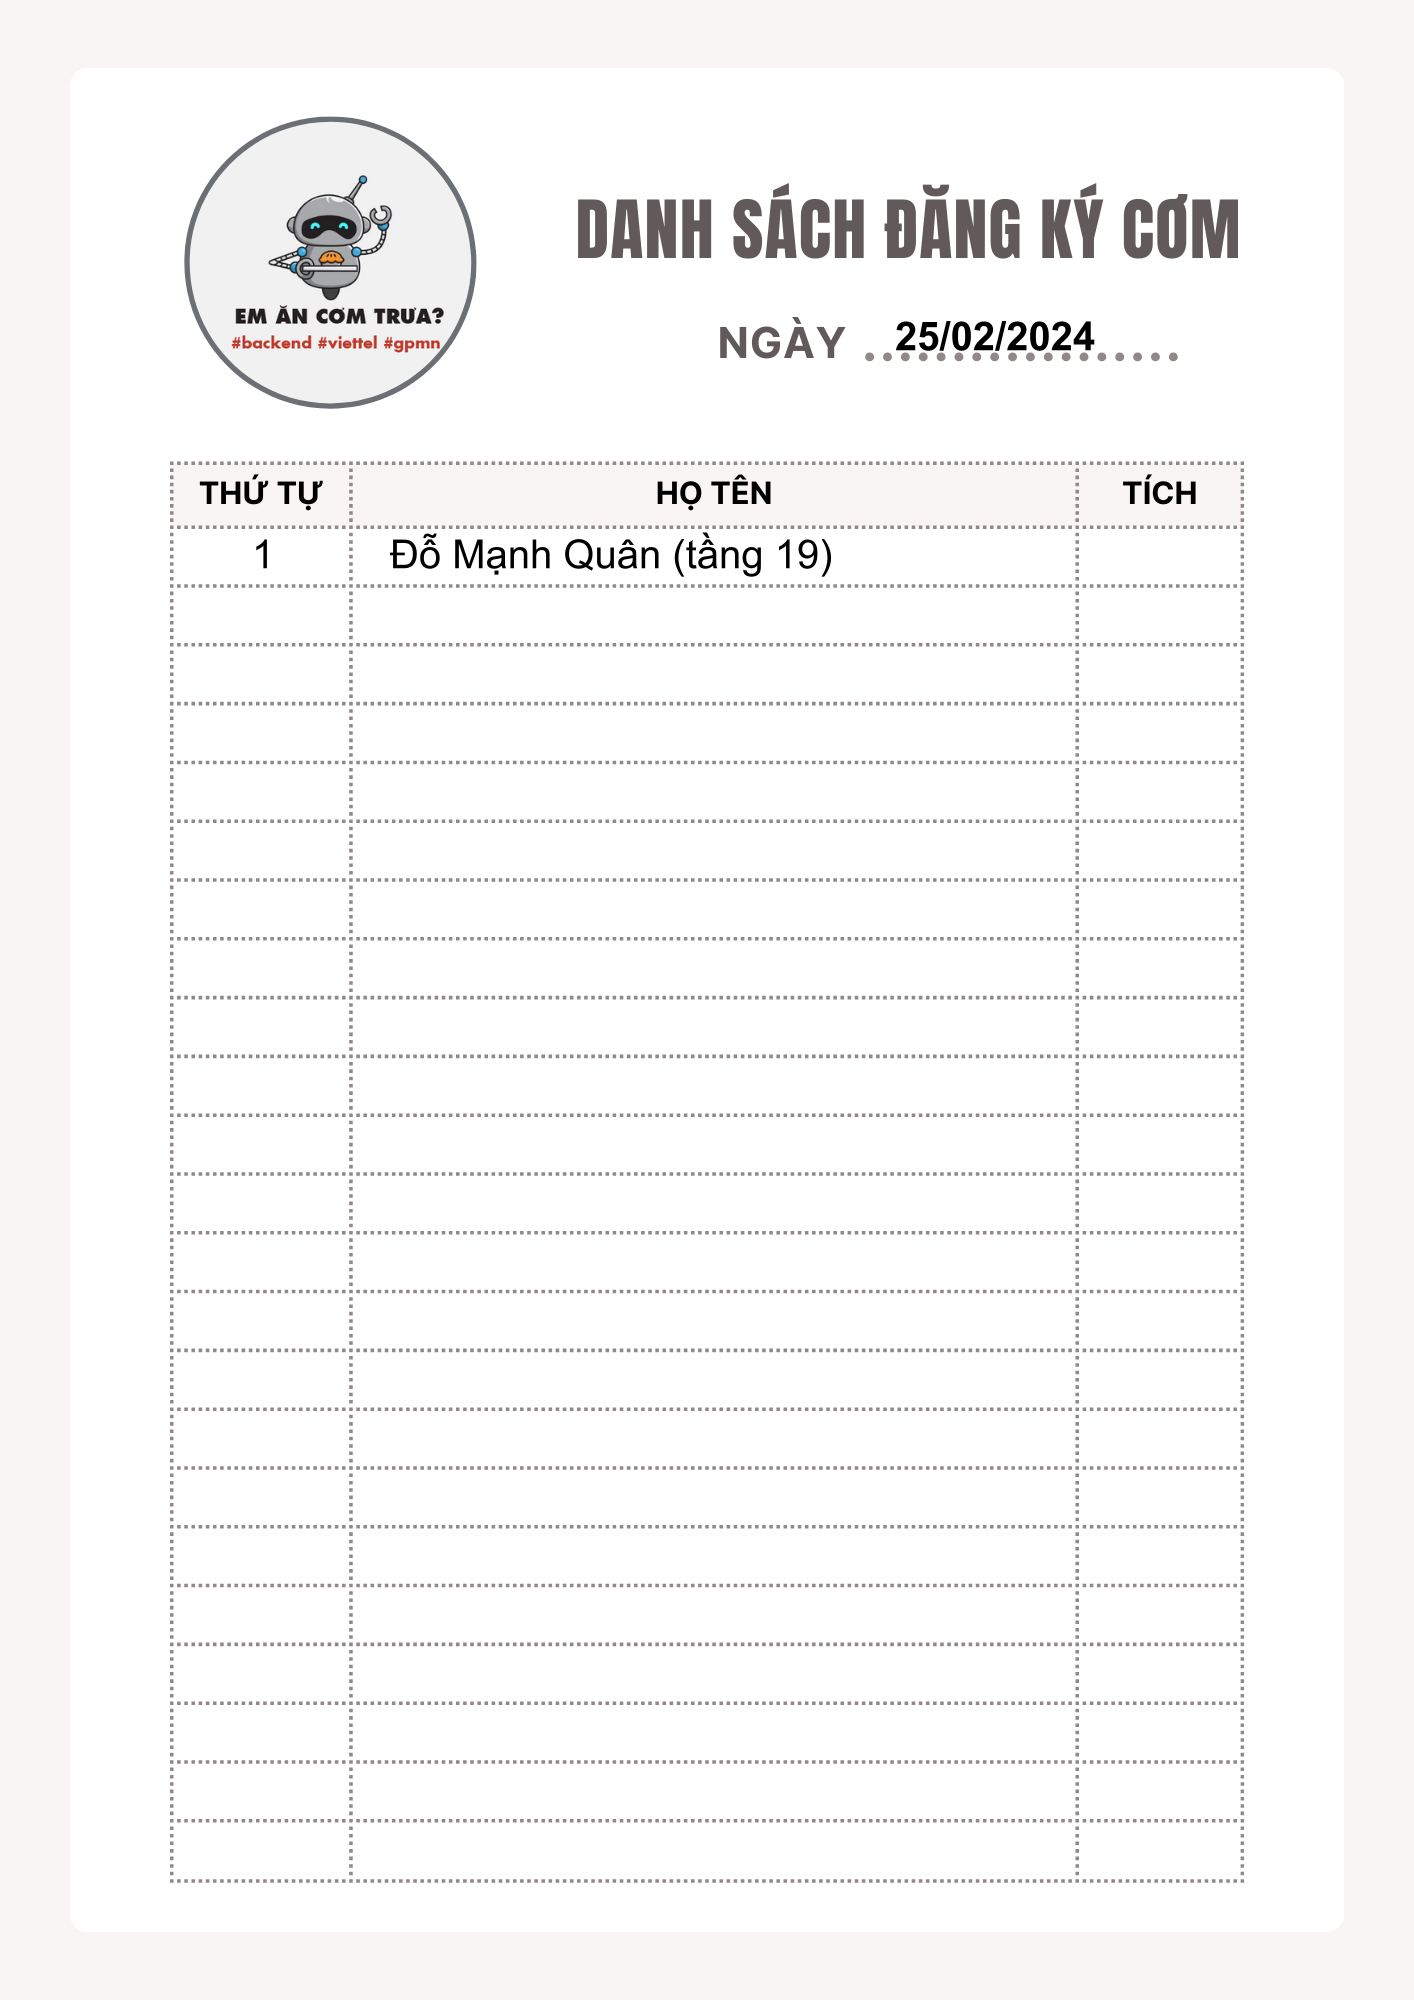 EM ĂN CƠM TRƯA?
#backend #viettel #gpmn
DANH SÁCH ĐĂNG KÝ CƠM
NGÀY 25/02/2024
THỨ TỰ HỌ TÊN TÍCH
1 Đỗ Mạnh Quân (tầng 19)